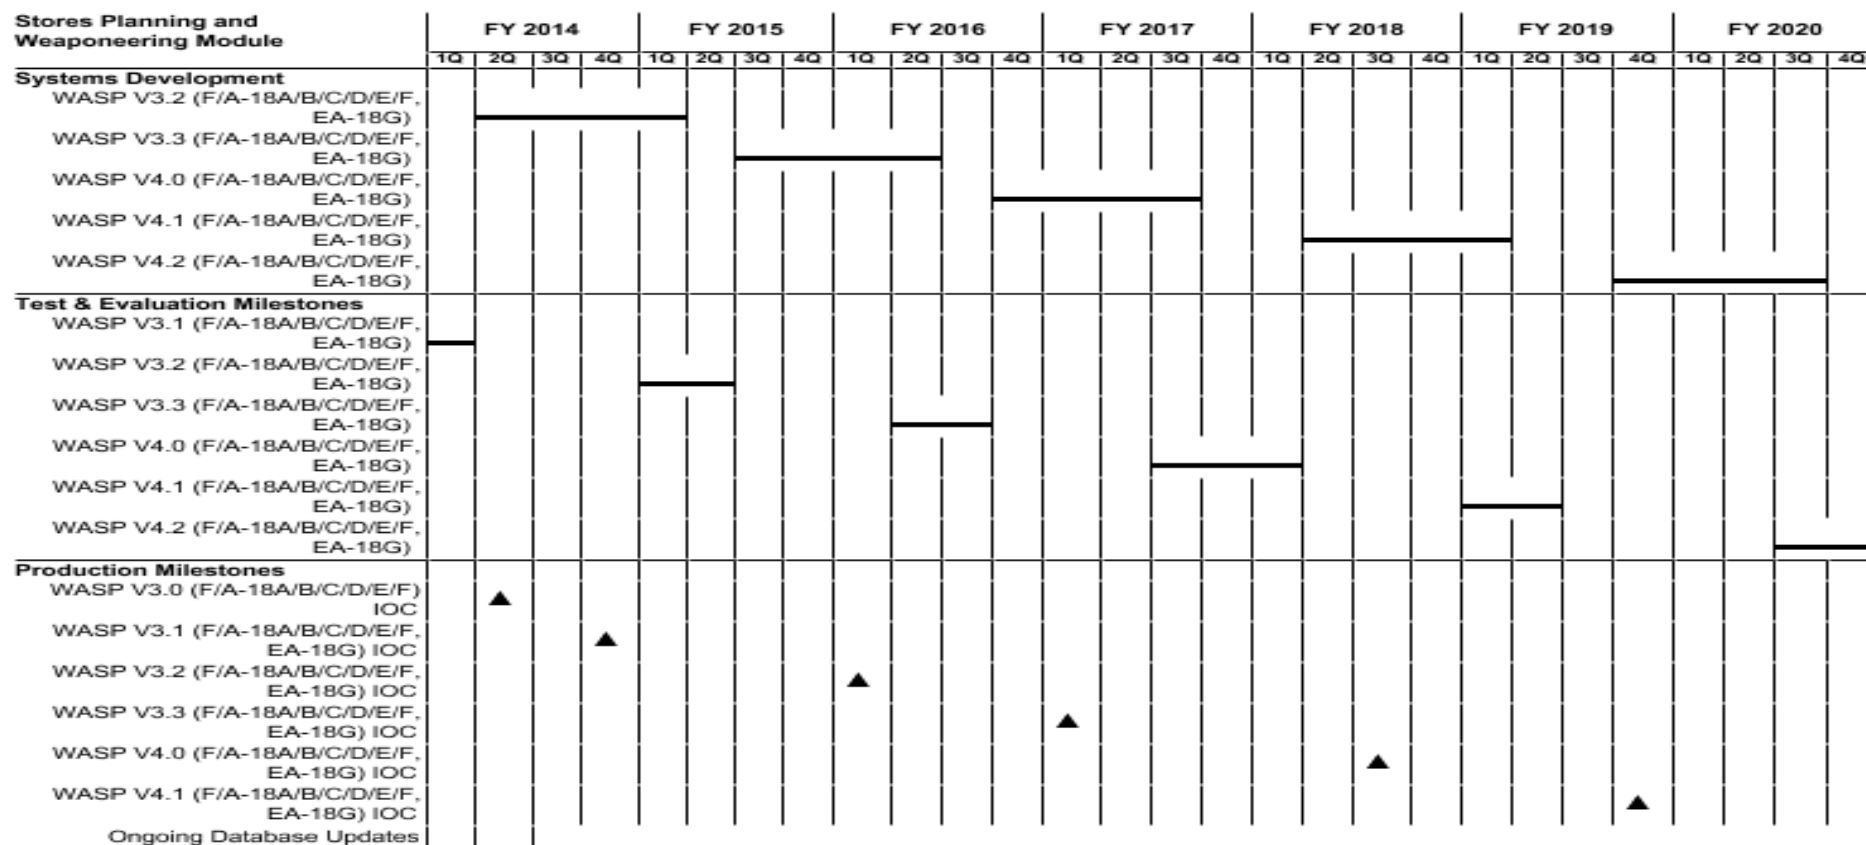 Stores Planning and
Weaponeering Module
FY 2014 FY 2015 FY 2016 FY 2017 FY 2018 FY 2019 FY 2020
1Q 2Q 3Q 4Q 1Q 2Q 3Q 4Q 1Q 2Q 3Q 4Q 1Q 2Q 3Q 4Q 1Q 2Q 3Q 4Q 1Q 2Q 3Q 4Q 1Q 2Q 3Q 4Q
Systems Development
WASP V3.2 (F/A-18A/B/C/D/E/F,
EA-18G)
WASP V3.3 (F/A-18A/B/C/D/E/F,
EA-18G)
WASP V4.0 (F/A-18A/B/C/D/E/F,
EA-18G)
WASP V4.1 (F/A-18A/B/C/D/E/F,
EA-18G)
WASP V4.2 (F/A-18A/B/C/D/E/F,
EA-18G)
Test & Evaluation Milestones
WASP V3.1 (F/A-18A/B/C/D/E/F,
EA-18G)
WASP V3.2 (F/A-18A/B/C/D/E/F,
EA-18G)
WASP V3.3 (F/A-18A/B/C/D/E/F,
EA-18G)
WASP V4.0 (F/A-18A/B/C/D/E/F,
EA-18G)
WASP V4.1 (F/A-18A/B/C/D/E/F,
EA-18G)
WASP V4.2 (F/A-18A/B/C/D/E/F,
EA-18G)
Production Milestones
WASP V3.0 (F/A-18A/B/C/D/E/F)
IOC
WASP V3.1 (F/A-18A/B/C/D/E/F,
EA-18G) IOC
WASP V3.2 (F/A-18A/B/C/D/E/F,
EA-18G) IOC
WASP V3.3 (F/A-18A/B/C/D/E/F,
EA-18G) IOC
WASP V4.0 (F/A-18A/B/C/D/E/F,
EA-18G) IOC
WASP V4.1 (F/A-18A/B/C/D/E/F,
EA-18G) IOC
Ongoing Database Updates